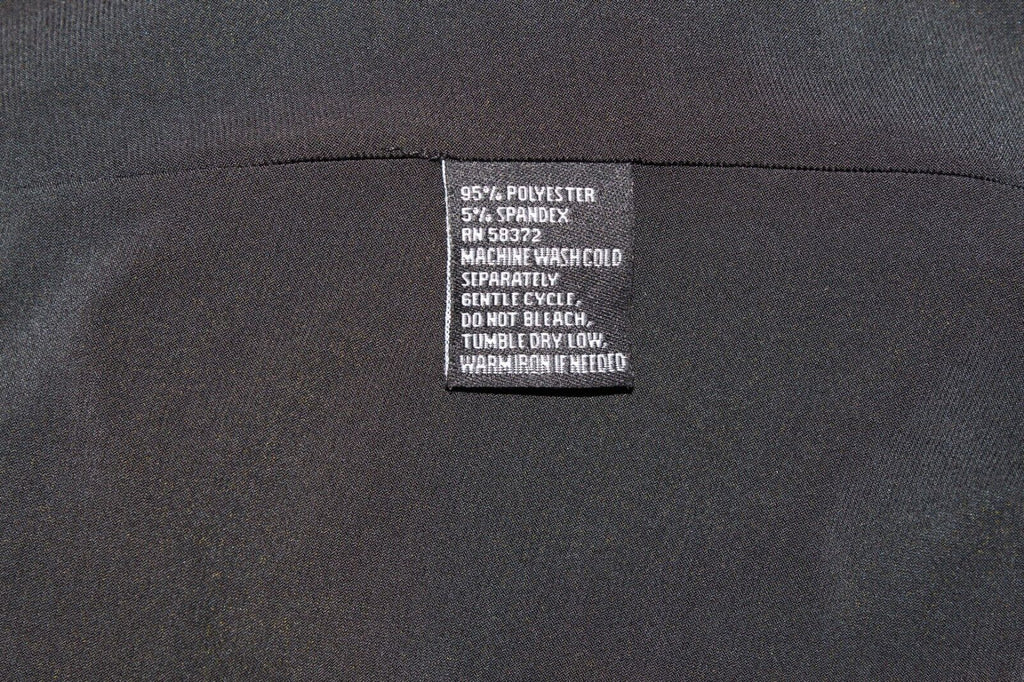 95% POLYESTER
5% SPANDEX
RN 58372
MACHINE WASH COLD
SEPARATELY
GENTLE CYCLE,
DO NOT BLEACH,
TUMBLE DRY LOW,
WARM IRON IF NEEDED